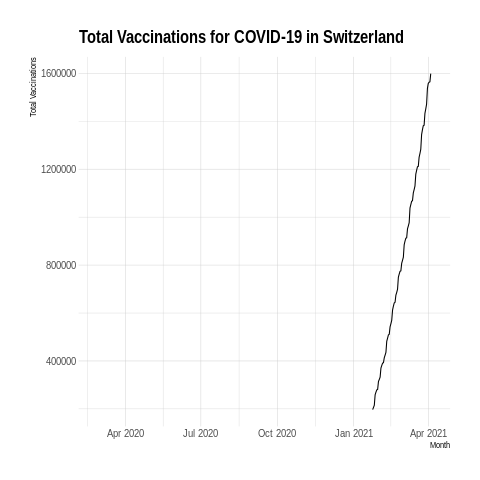 Total Vaccinations for COVID-19 in Switzerland
Total Vaccinations
1600000
1200000
800000
400000
Apr 2020 Jul 2020 Oct 2020 Jan 2021 Apr 2021
Month